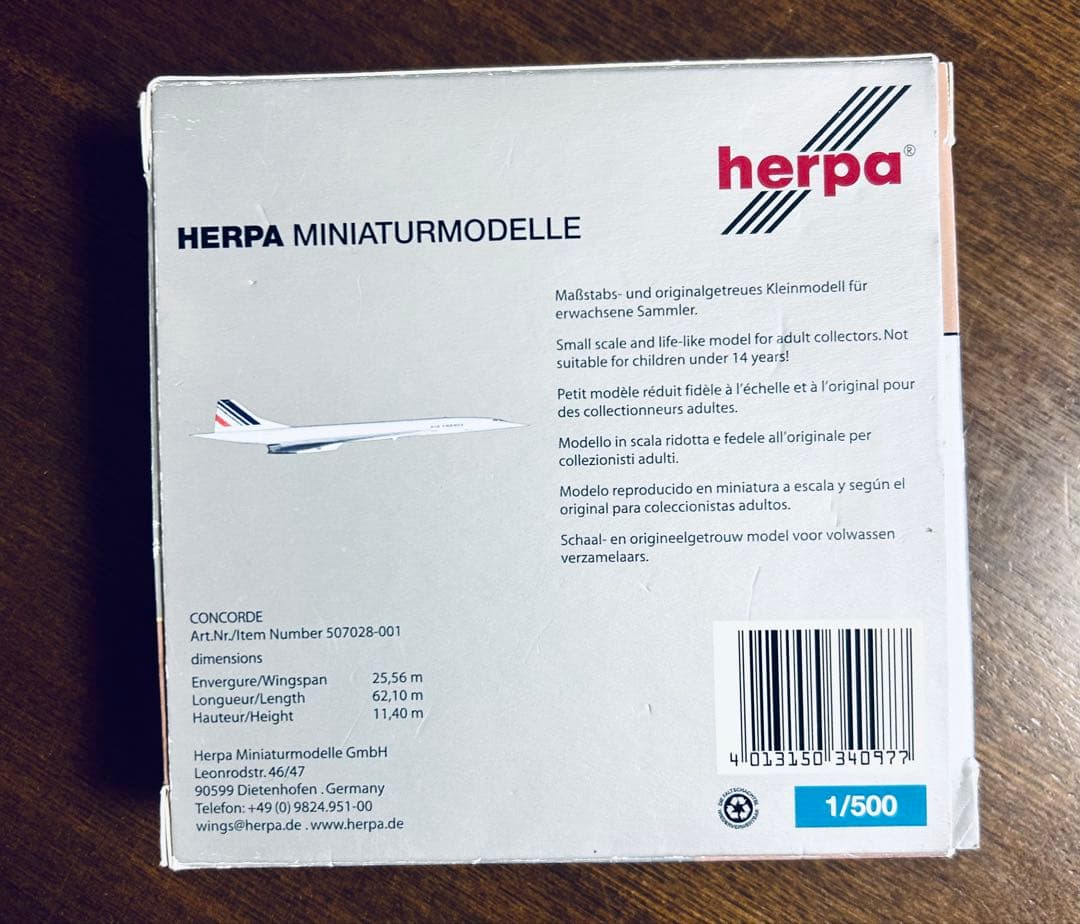 herpa®
HERPA MINIATURMODELLE
Maßstabs- und originalgetreues Kleinmodell für
erwachsene Sammler.
Small scale and life-like model for adult collectors. Not
suitable for children under 14 years!
Petit modèle réduit fidèle à l'échelle et à l'original pour
des collectionneurs adultes.
Modello in scala ridotta e fedele all'originale per
collezionisti adulti.
Modelo reproducido en miniatura a escala y según el
original para coleccionistas adultos.
Schaal- en origineelgetrouw model voor volwassen
verzamelaars.
AIR FRANCE
CONCORDE
Art.Nr./Item Number 507028-001
dimensions
Envergure/Wingspan 25,56 m
Longueur/Length 62,10 m
Hauteur/Height 11,40 m
Herpa Miniaturmodelle GmbH
Leonrodstr. 46/47
90599 Dietenhofen . Germany
Telefon: +49 (0) 9824.951-00
wings@herpa.de . www.herpa.de
4 013150 340977
1/500